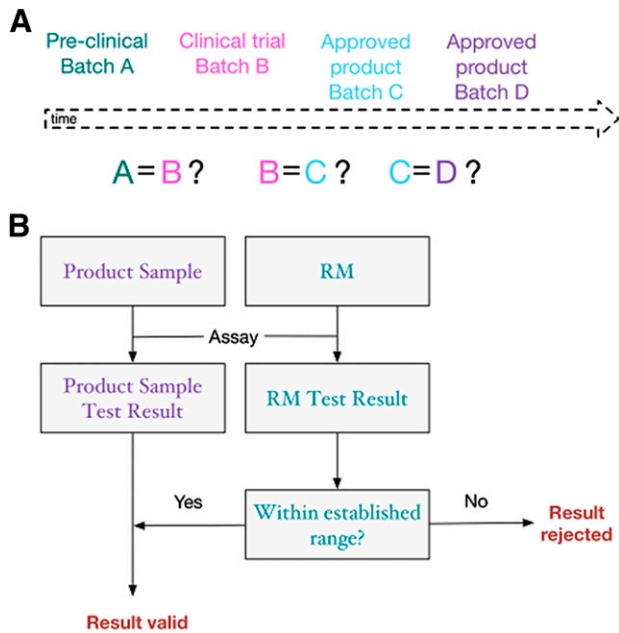 A
Pre-clinical
Batch A
Clinical trial
Batch B
Approved
product
Batch C
Approved
product
Batch D
time
A=B?
B=C?
C=D?
B
Product Sample
RM
Assay
Product Sample
Test Result
RM Test Result
Within established
range?
Yes
No
Result
rejected
Result valid